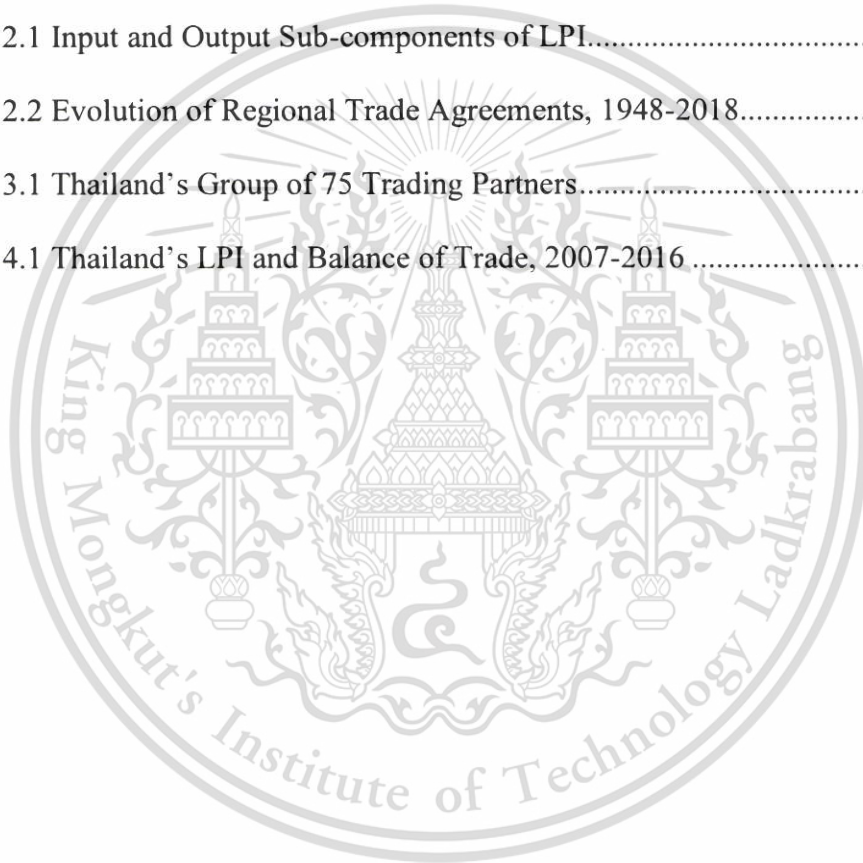 2.1 Input and Output Sub-components of LPI..........................................
2.2 Evolution of Regional Trade Agreements, 1948-2018..................
3.1 Thailand's Group of 75 Trading Partners..........................................
4.1 Thailand's LPI and Balance of Trade, 2007-2016 .........................
King Mongkut's Institute of Technology Ladkrabang